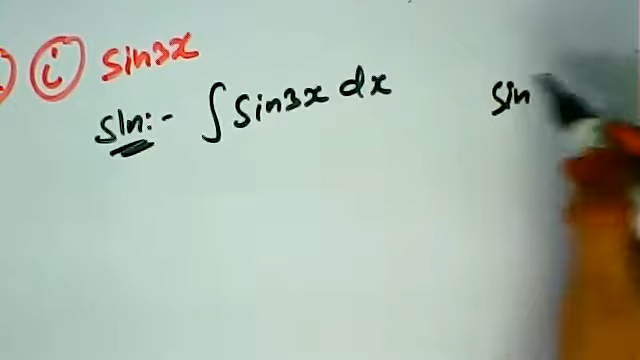 (i) sin3x
sln:- ∫ sin3x dx sin